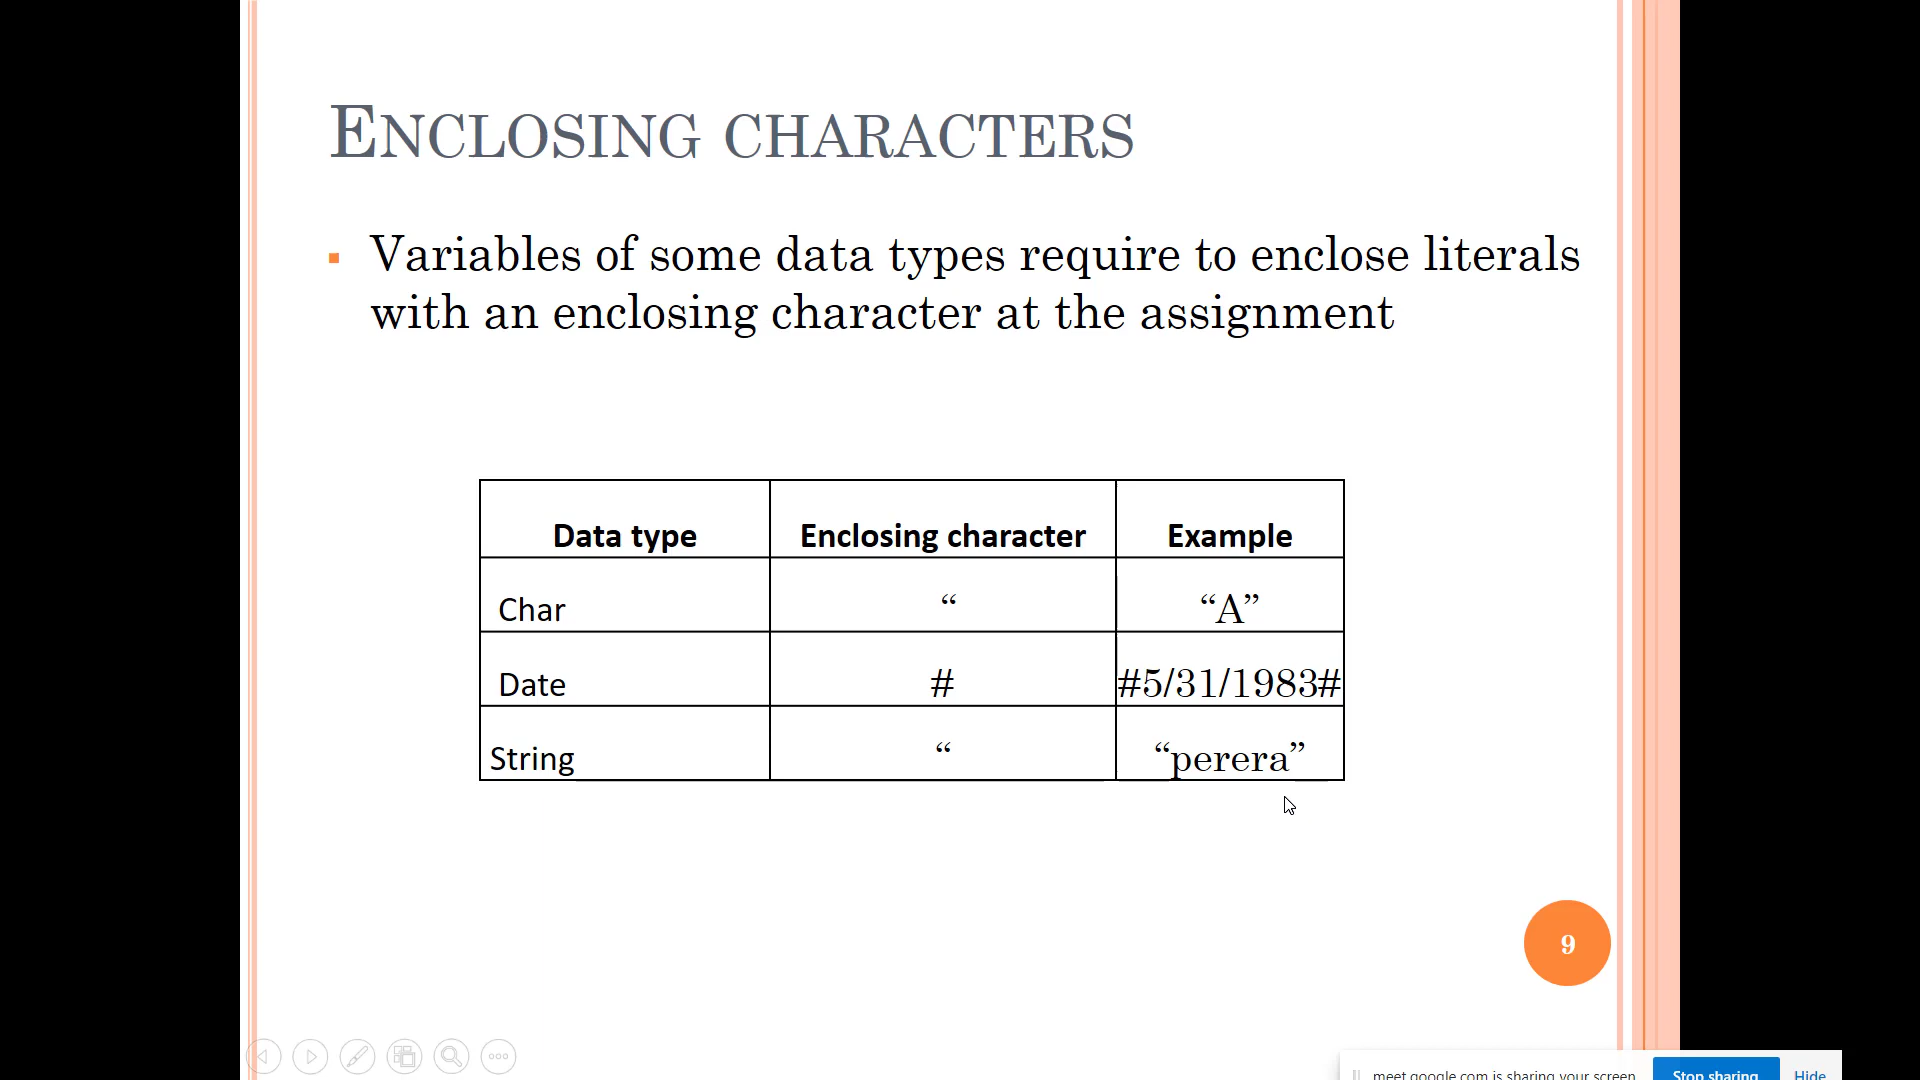 ENCLOSING CHARACTERS
▪ Variables of some data types require to enclose literals
with an enclosing character at the assignment
Data type Enclosing character Example
Char “ “A”
Date # #5/31/1983#
String “ “perera”
9
meet.google.com is sharing your screen. Stop sharing Hide